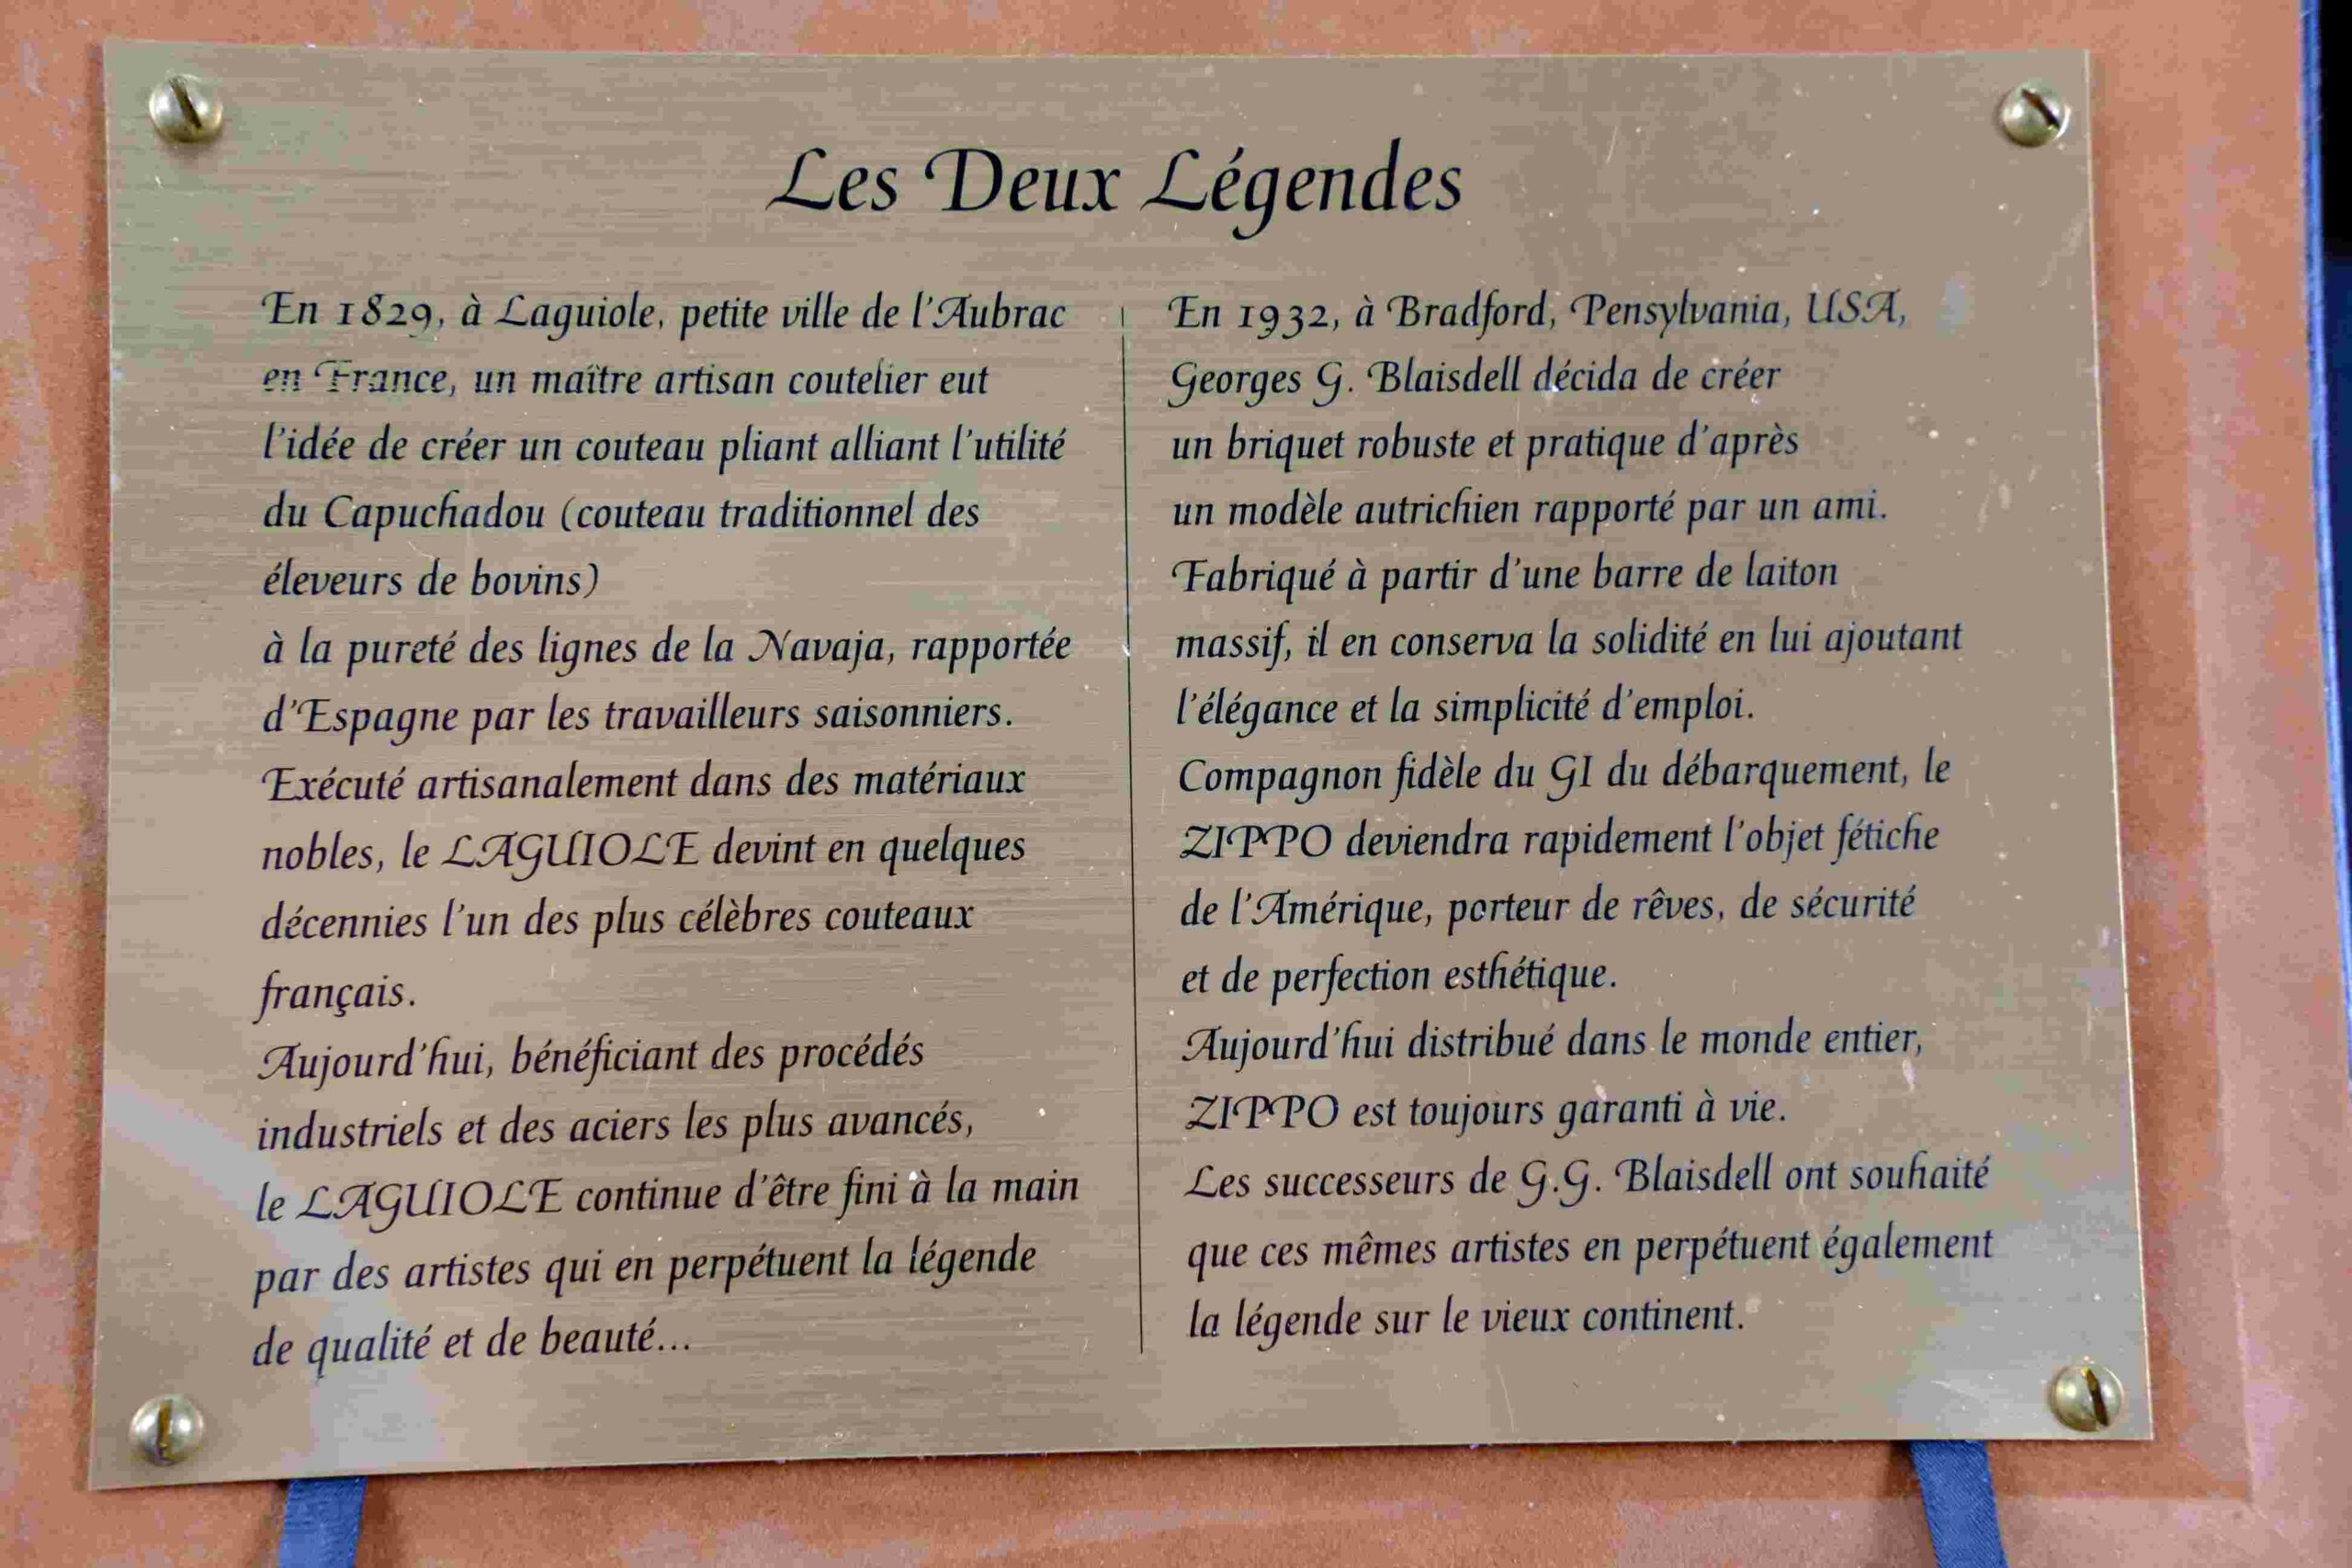 Les Deux Légendes
En 1829, à Laguiole, petite ville de l'Aubrac
en France, un maître artisan coutelier eut
l'idée de créer un couteau pliant alliant l'utilité
du Capuchadou (couteau traditionnel des
éleveurs de bovins)
à la pureté des lignes de la Navaja, rapportée
d'Espagne par les travailleurs saisonniers.
Exécuté artisanalement dans des matériaux
nobles, le LAGUIOLE devint en quelques
décennies l'un des plus célèbres couteaux
français.
Aujourd'hui, bénéficiant des procédés
industriels et des aciers les plus avancés,
le LAGUIOLE continue d'être fini à la main
par des artistes qui en perpétuent la légende
de qualité et de beauté...
En 1932, à Bradford, Pensylvania, USA,
Georges G. Blaisdell décida de créer
un briquet robuste et pratique d'après
un modèle autrichien rapporté par un ami.
Fabriqué à partir d'une barre de laiton
massif, il en conserva la solidité en lui ajoutant
l'élégance et la simplicité d'emploi.
Compagnon fidèle du GI du débarquement, le
ZIPPO deviendra rapidement l'objet fétiche
de l'Amérique, porteur de rêves, de sécurité
et de perfection esthétique.
Aujourd'hui distribué dans le monde entier,
ZIPPO est toujours garanti à vie.
Les successeurs de G.G. Blaisdell ont souhaité
que ces mêmes artistes en perpétuent également
la légende sur le vieux continent.